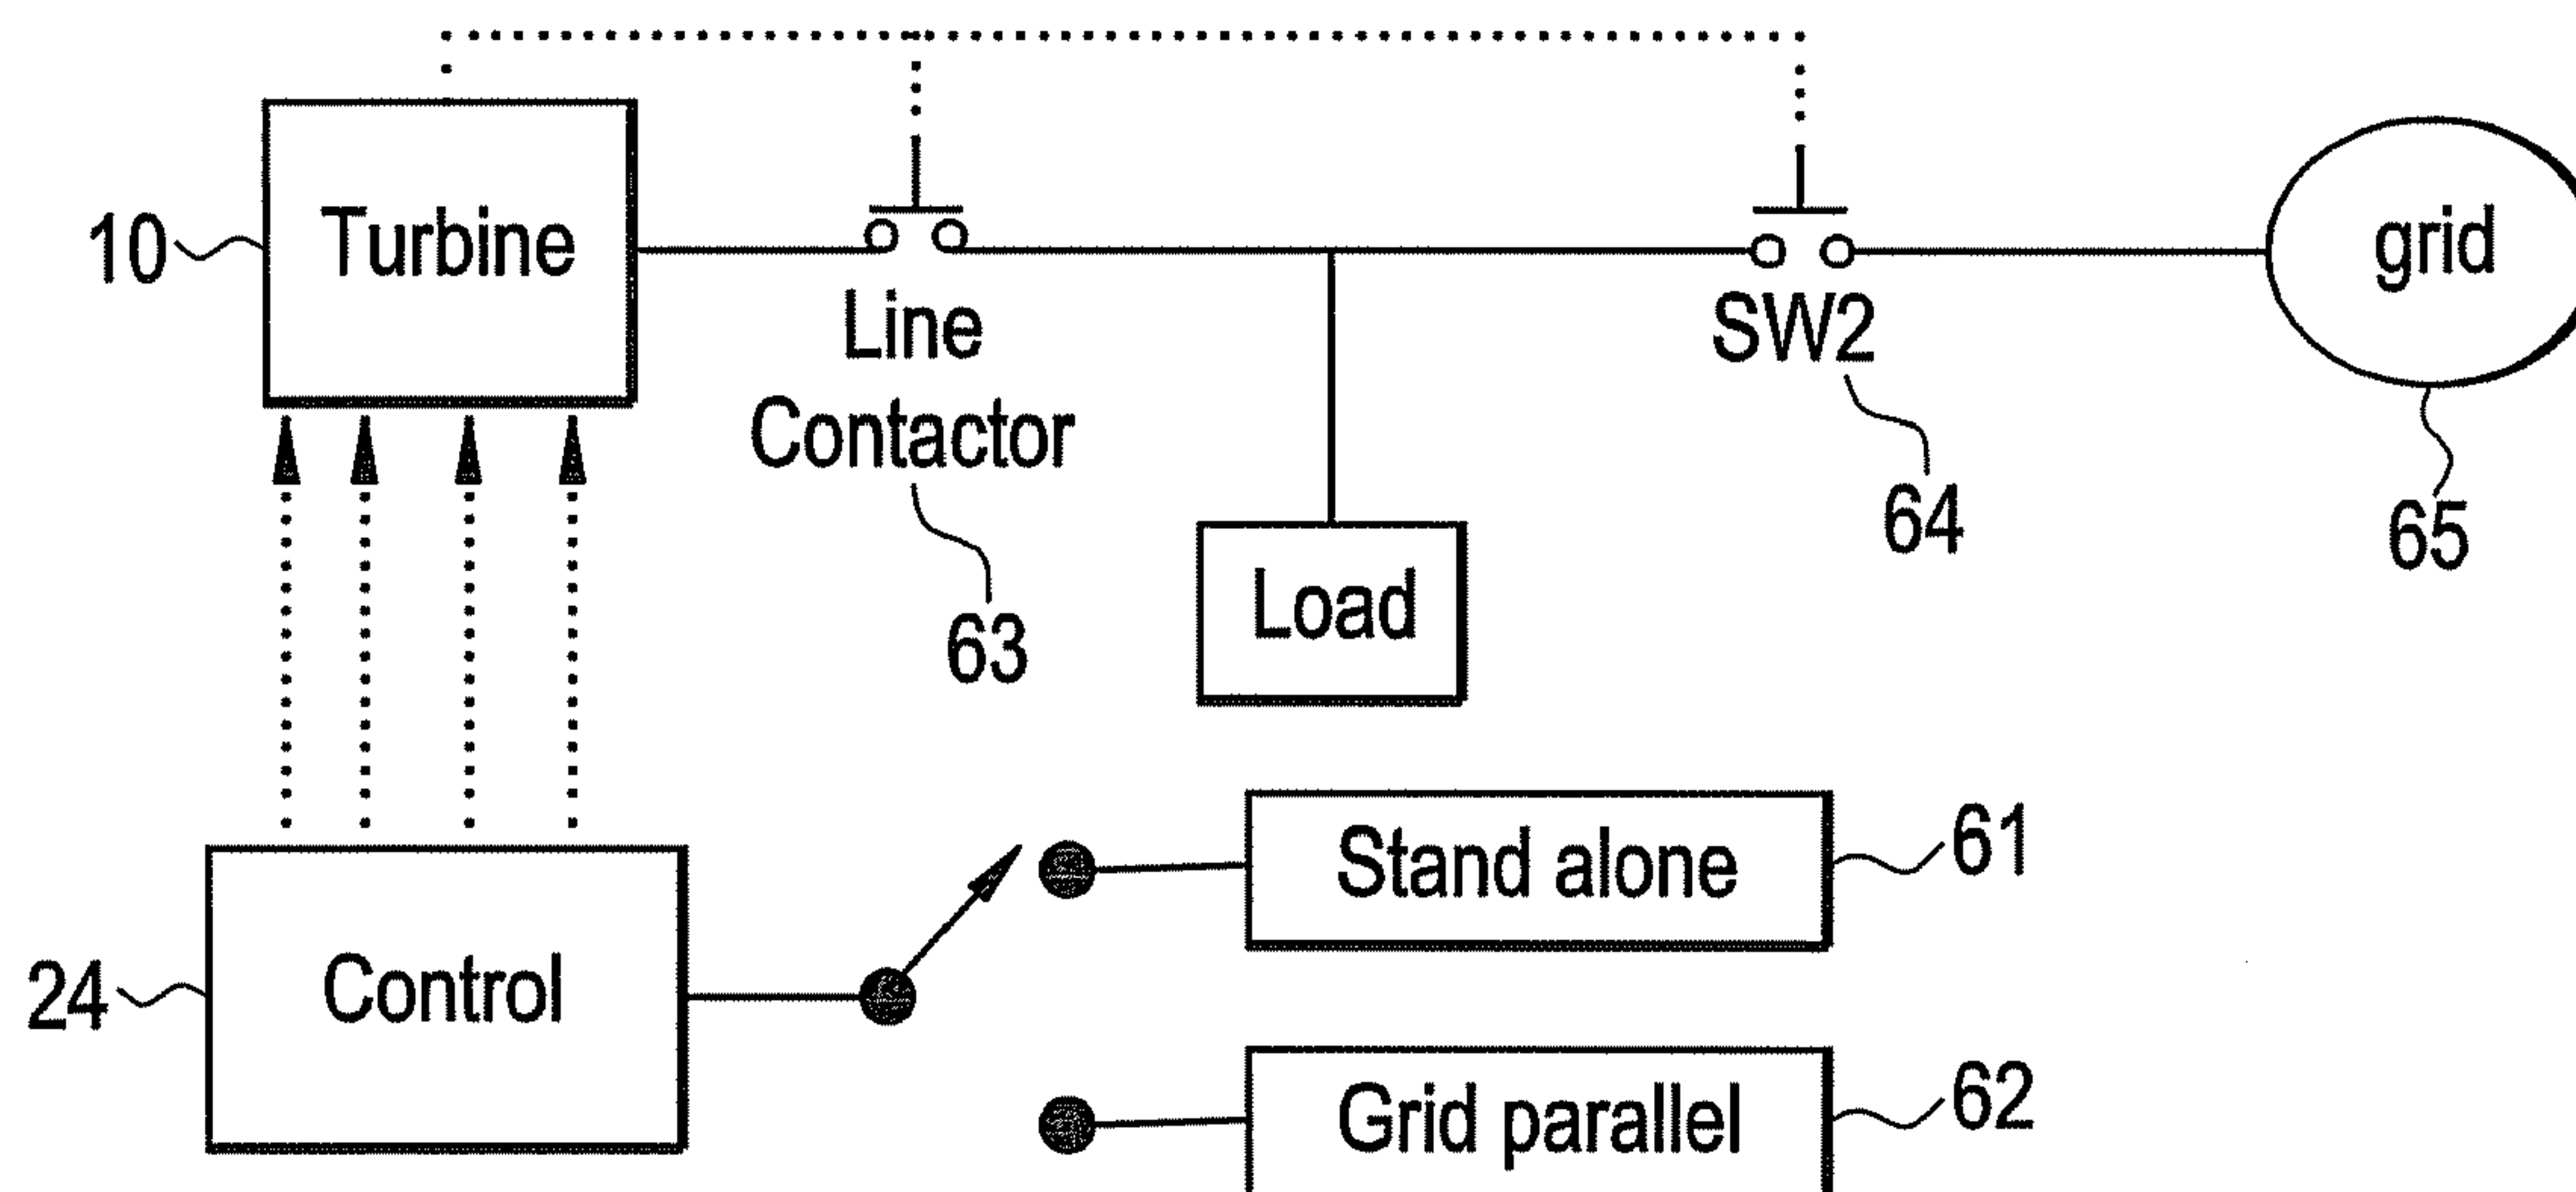 10
Turbine
Line
Contactor
63
Load
SW2
64
grid
65
24
Control
Stand alone
61
Grid parallel
62